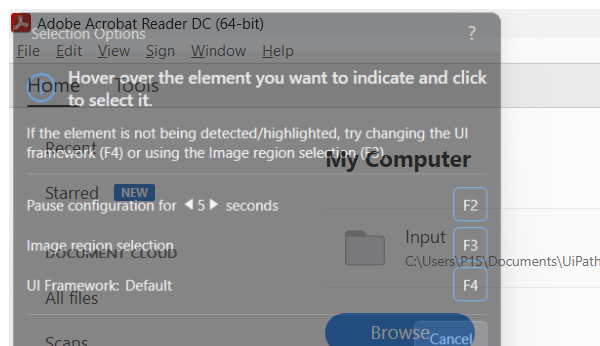 Adobe Acrobat Reader DC (64-bit)
Selection Options
?
File Edit View Sign Window Help
Hover over the element you want to indicate and click
to select it.
Home Tools
If the element is not being detected/highlighted, try changing the UI
framework (F4) or using the Image region selection (F3).
Recent
My Computer
Starred NEW
Pause configuration for 5 seconds F2
Input
Image region selection F3
DOCUMENT CLOUD
C:\Users\P15\Documents\UiPath
UI Framework: Default F4
All files
Browse
Cancel
Scans